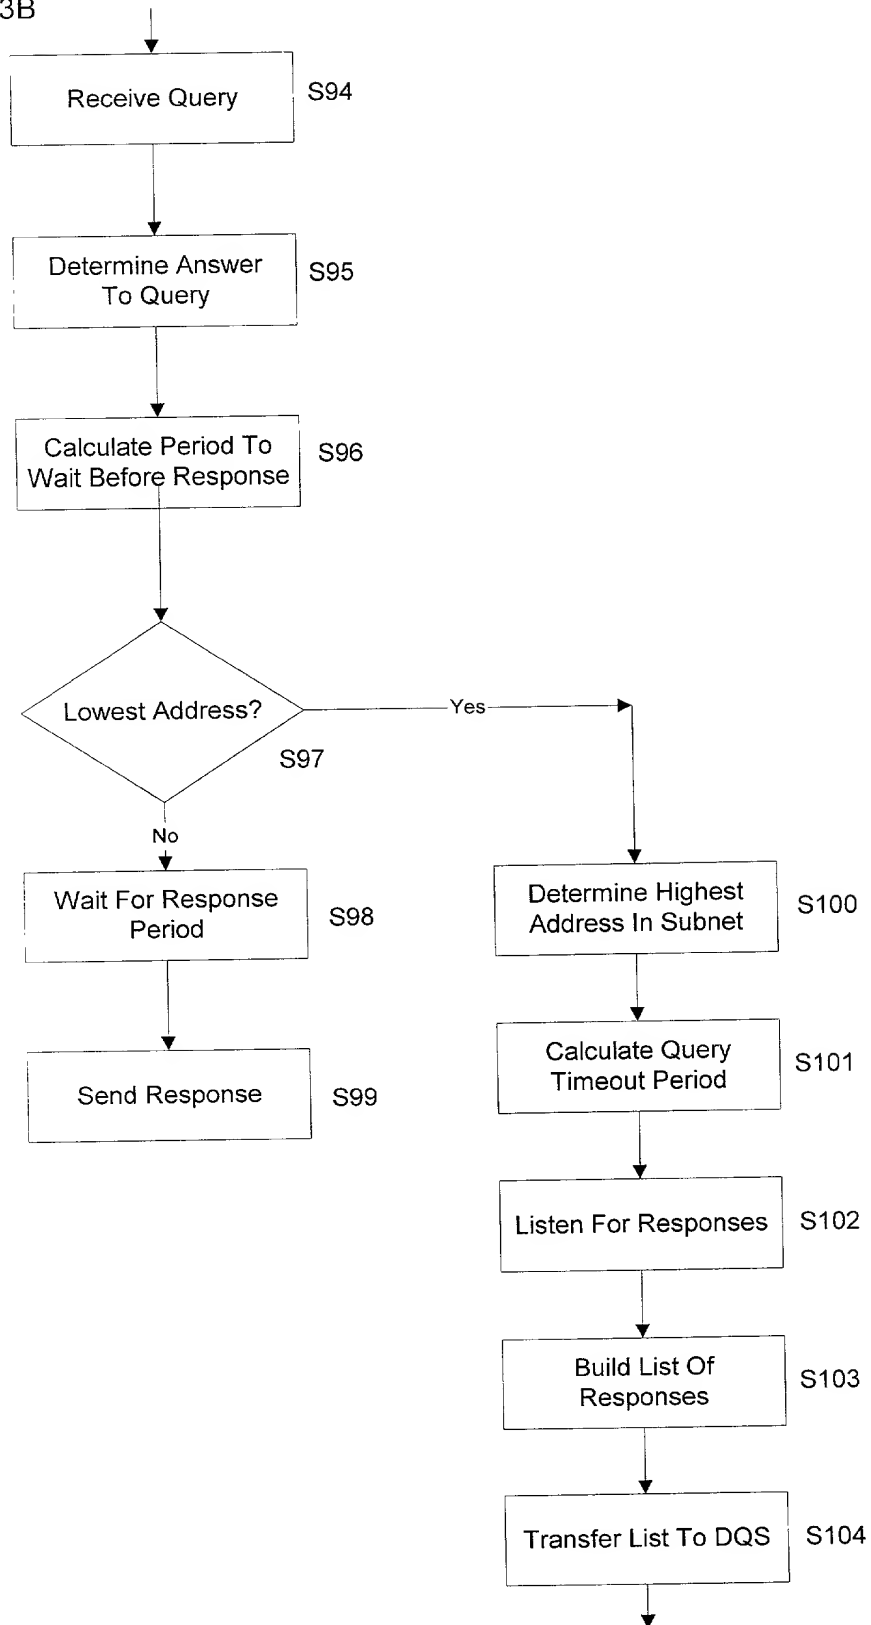 3B
Receive Query
S94
Determine Answer
To Query
S95
Calculate Period To
Wait Before Response
S96
Lowest Address?
Yes
S97
No
Wait For Response
Period
S98
Determine Highest
Address In Subnet
S100
Calculate Query
Timeout Period
S101
Send Response
S99
Listen For Responses
S102
Build List Of
Responses
S103
Transfer List To DQS
S104